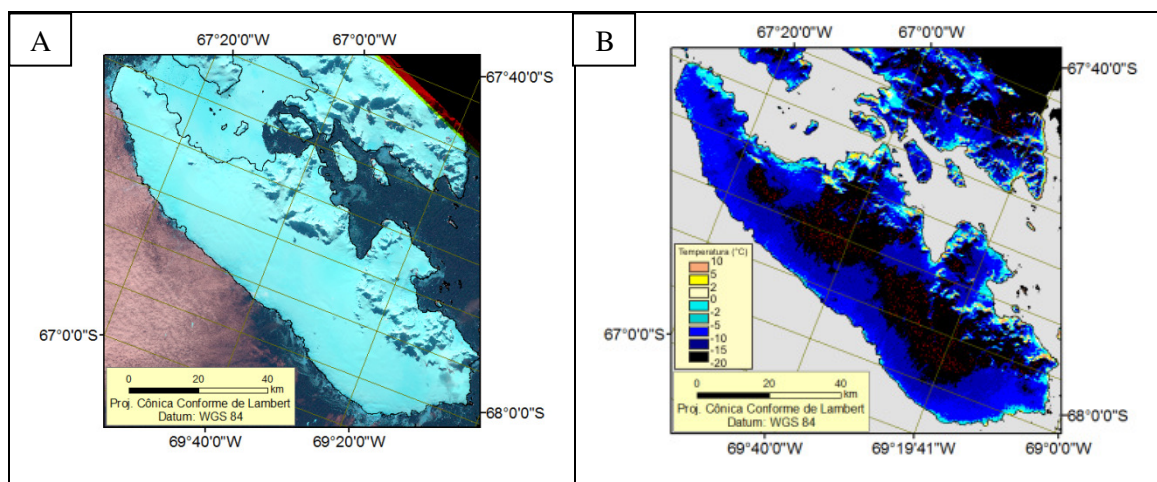 A
67°20'0"W
67°0'0"W
67°40'0"S
67°0'0"S
0 20 40
km
Proj. Cônica Conforme de Lambert
Datum: WGS 84
68°0'0"S
69°40'0"W
69°20'0"W
B
67°20'0"W
67°0'0"W
67°40'0"S
Temperatura (°C)
10
5
2
0
-2
-5
-10
-15
-20
67°0'0"S
0 20 40
km
Proj. Cônica Conforme de Lambert
Datum: WGS 84
68°0'0"S
69°40'0"W
69°19'41"W
69°0'0"W